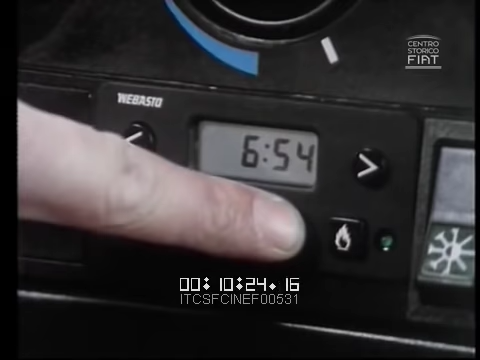 CENTRO
STORICO
FIAT
WEBASTO
<
6:54
>
00:10:24.16
ITCSFCINEF00531